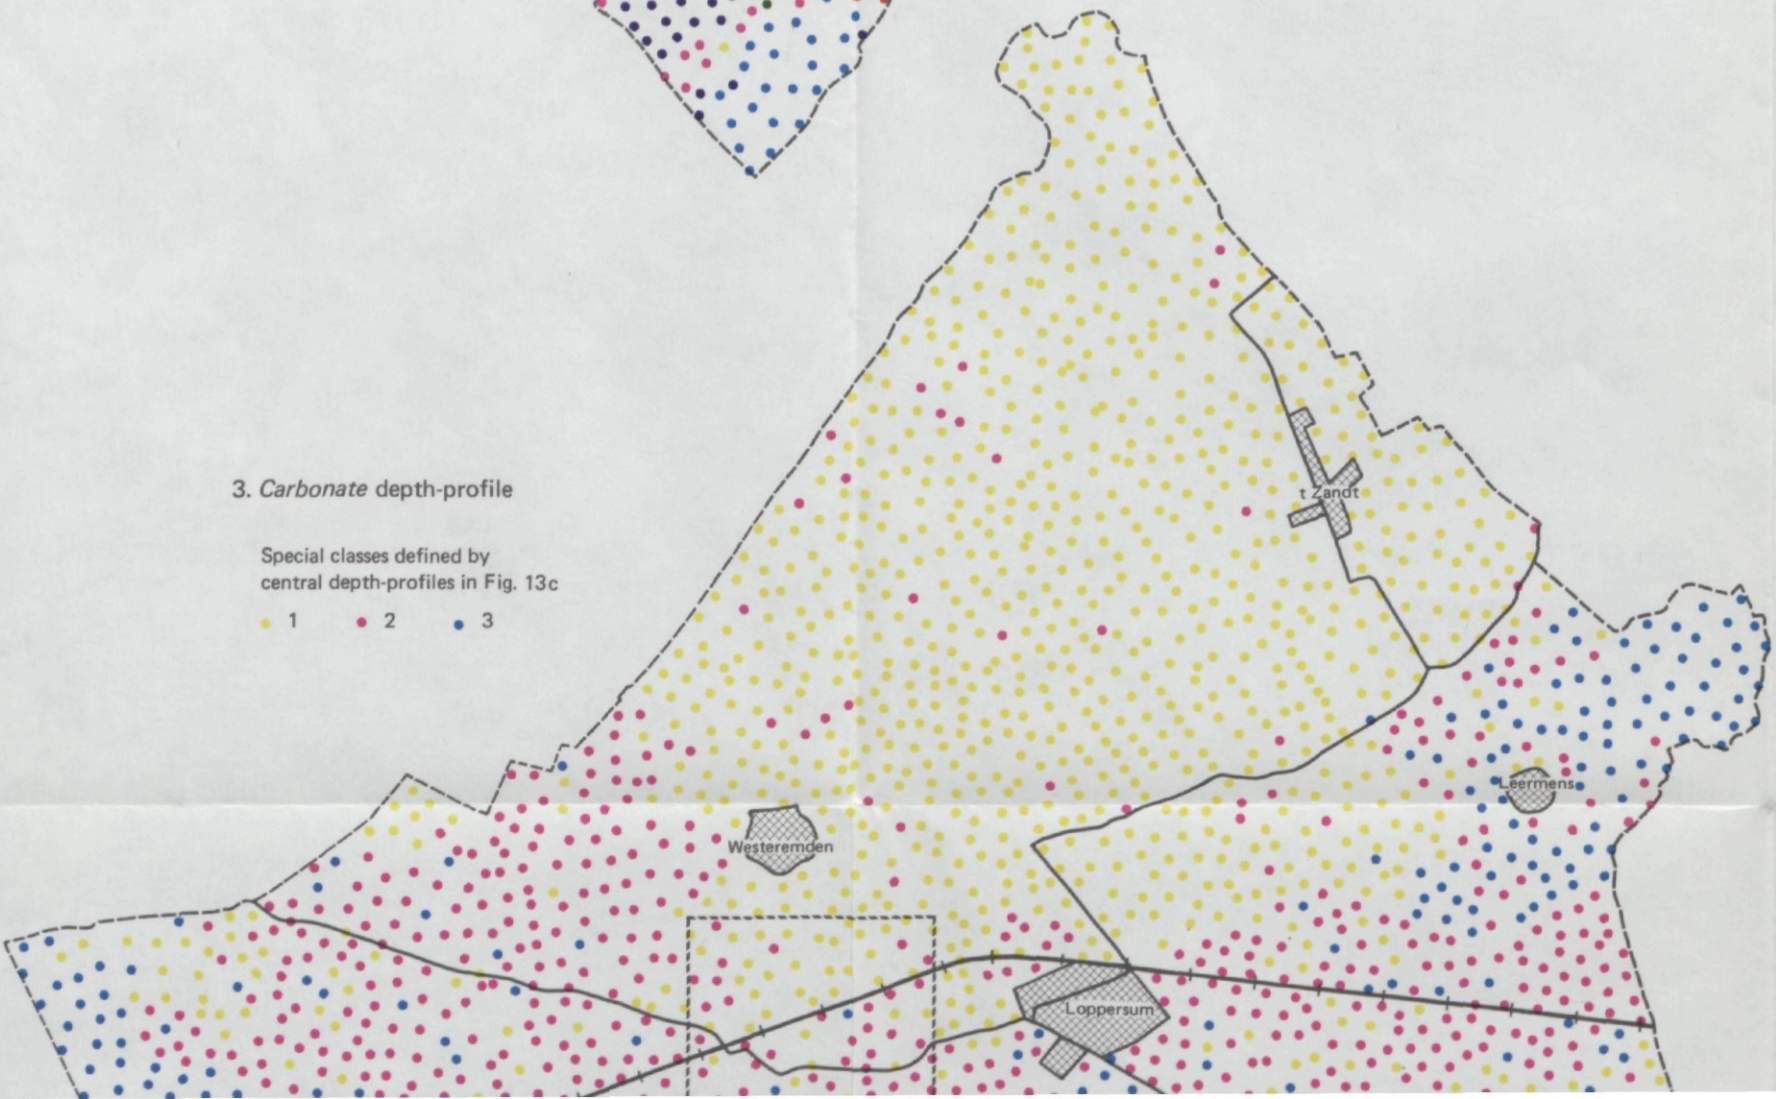 3. Carbonate depth-profile
Special classes defined by
central depth-profiles in Fig. 13c
1 2 3
t Zandt
Leermens
Westeremden
Loppersum